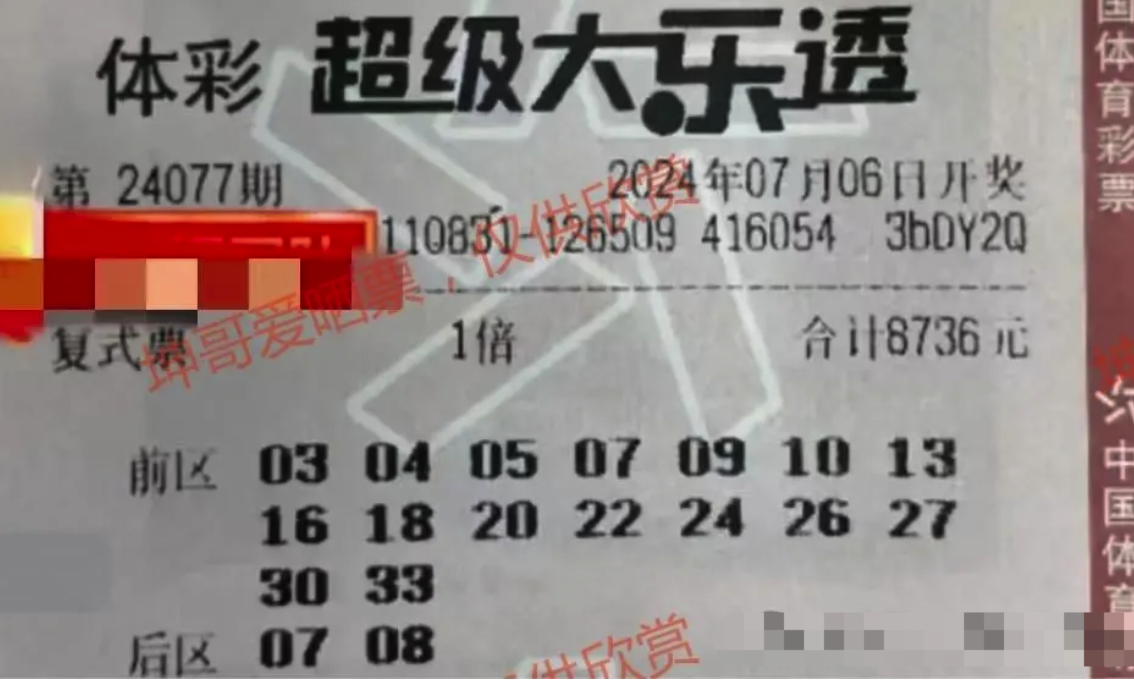 体彩 超级大乐透
第 24077期 2024年07月06日开奖
110831-126509 416054 3bDY2Q
复式票 1倍 合计8736元
前区 03 04 05 07 09 10 13
16 18 20 22 24 26 27
30 33
后区 07 08
坤哥爱晒票,仅供欣赏
仅供欣赏
国体育彩票
中国体育